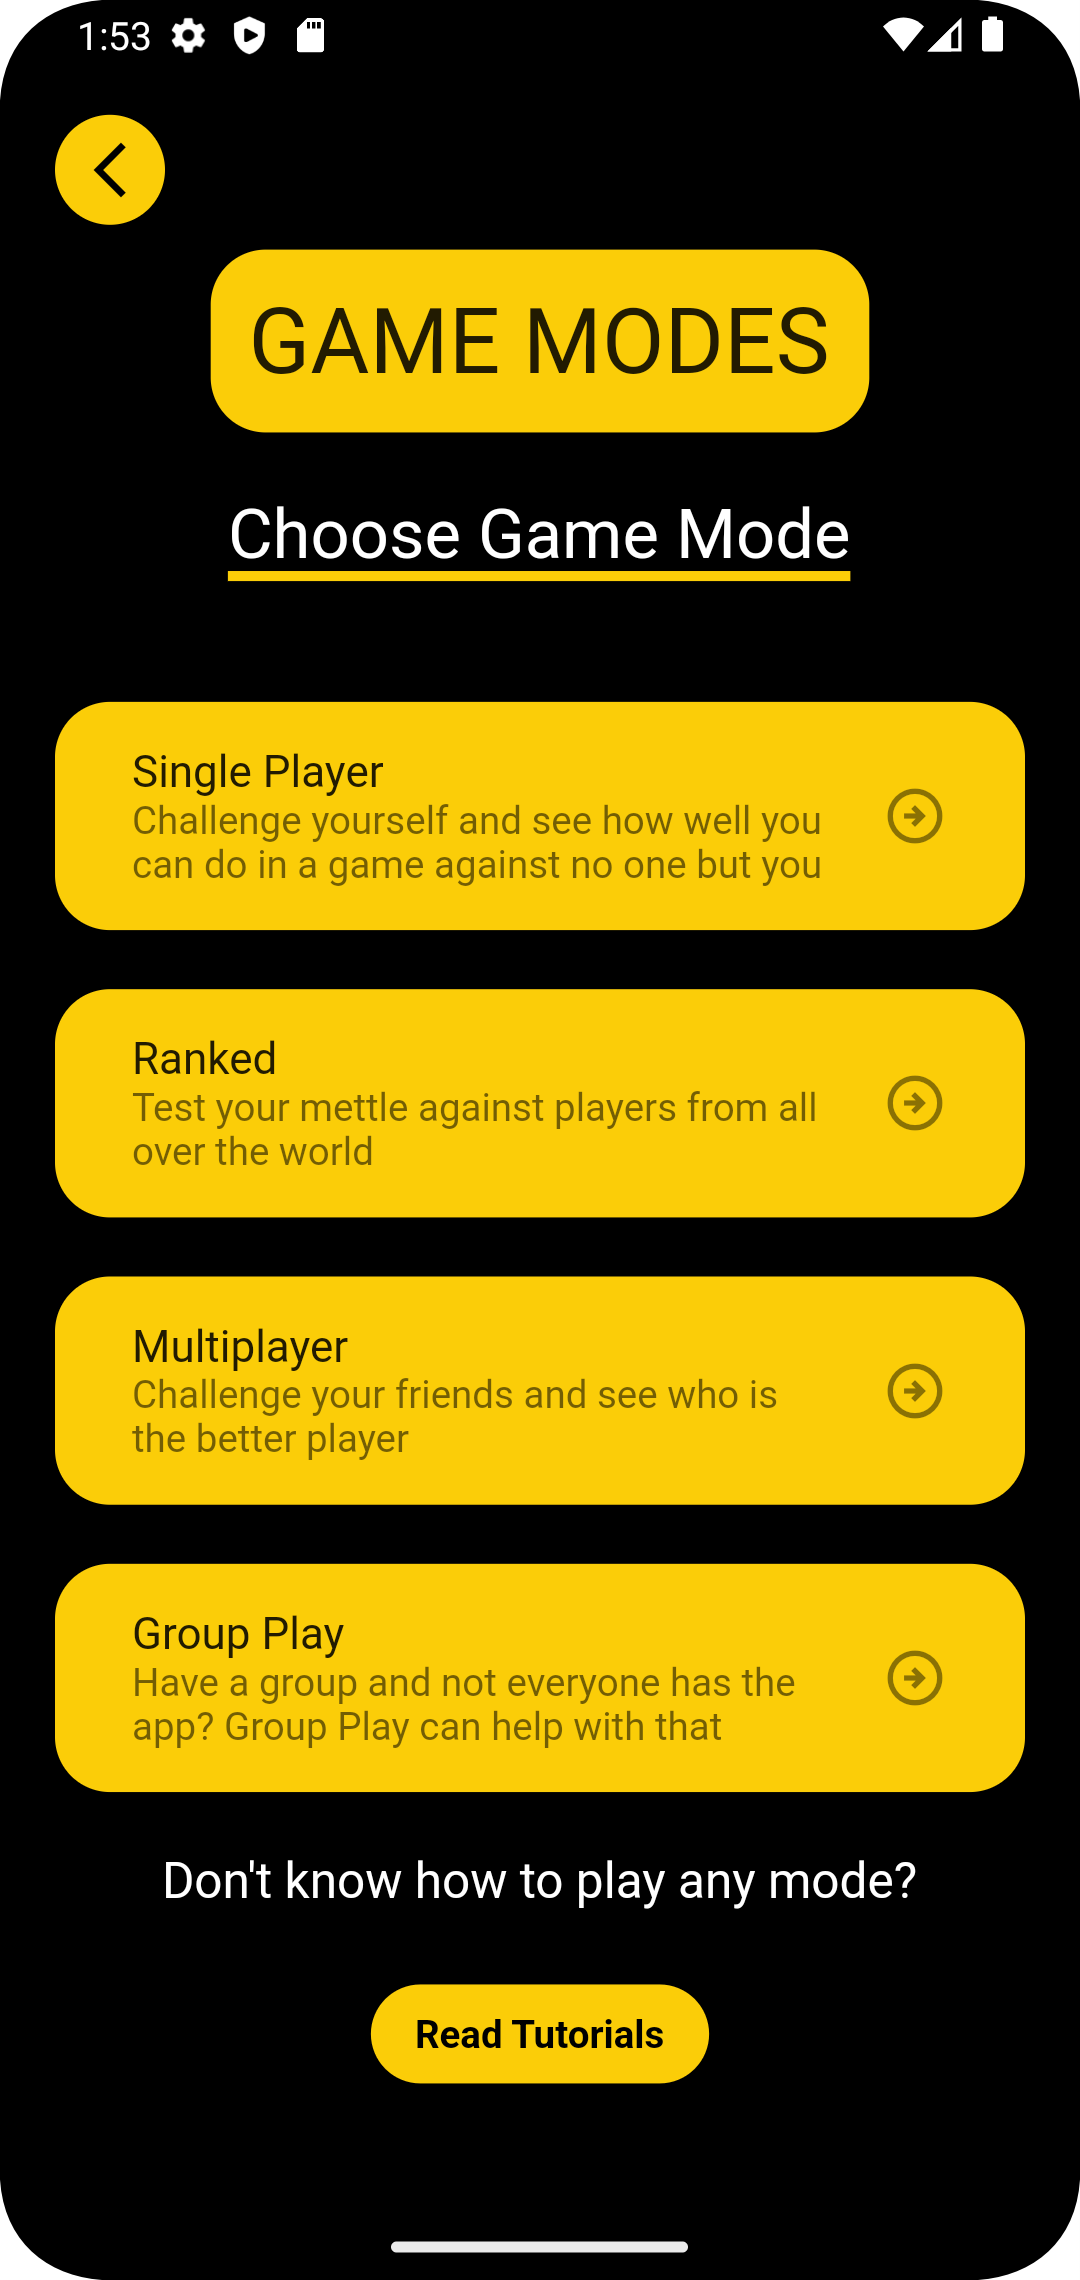 1:53
GAME MODES
Choose Game Mode
Single Player
Challenge yourself and see how well you
can do in a game against no one but you
Ranked
Test your mettle against players from all
over the world
Multiplayer
Challenge your friends and see who is
the better player
Group Play
Have a group and not everyone has the
app? Group Play can help with that
Don't know how to play any mode?
Read Tutorials